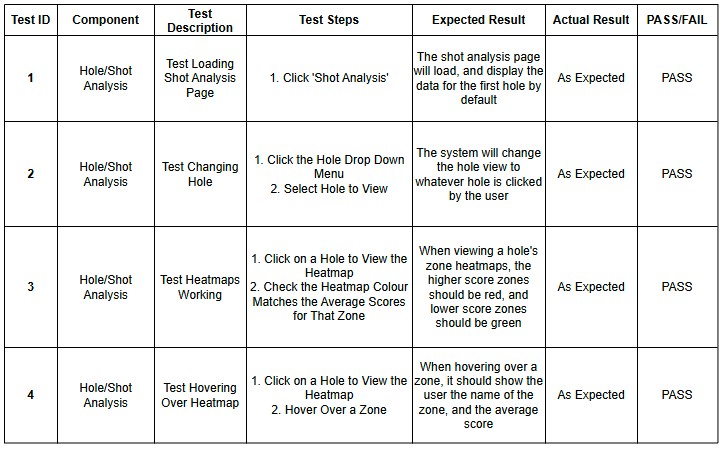 Test ID Component Test Description Test Steps Expected Result Actual Result PASS/FAIL
1
Hole/Shot
Analysis
Test Loading
Shot Analysis
Page
1. Click 'Shot Analysis'
The shot analysis page
will load, and display the
data for the first hole by
default
As Expected
PASS
2
Hole/Shot
Analysis
Test Changing
Hole
1. Click the Hole Drop Down
Menu
2. Select Hole to View
The system will change
the hole view to
whatever hole is clicked
by the user
As Expected
PASS
3
Hole/Shot
Analysis
Test Heatmaps
Working
1. Click on a Hole to View the
Heatmap
2. Check the Heatmap Colour
Matches the Average Scores
for That Zone
When viewing a hole's
zone heatmaps, the
higher score zones
should be red, and
lower score zones
should be green
As Expected
PASS
4
Hole/Shot
Analysis
Test Hovering
Over Heatmap
1. Click on a Hole to View the
Heatmap
2. Hover Over a Zone
When hovering over a
zone, it should show the
user the name of the
zone, and the average
score
As Expected
PASS